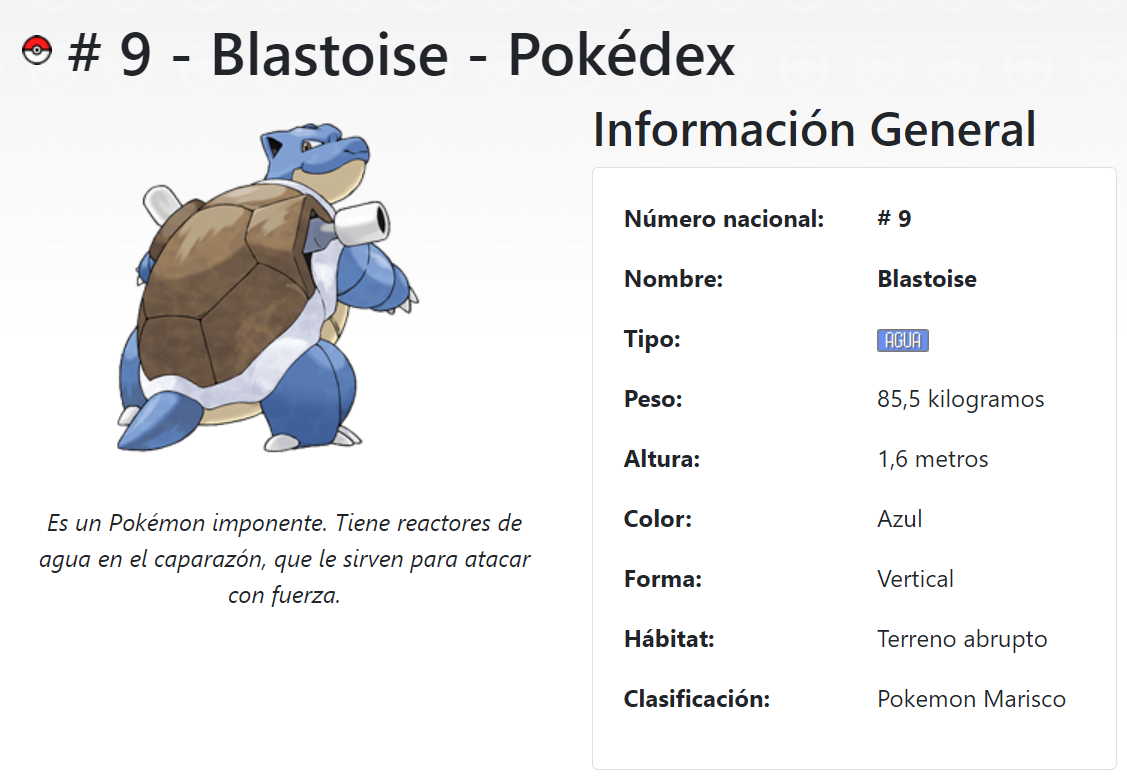 # 9 - Blastoise - Pokédex
Información General
Número nacional: # 9
Nombre: Blastoise
Tipo: AGUA
Peso: 85,5 kilogramos
Altura: 1,6 metros
Color: Azul
Forma: Vertical
Hábitat: Terreno abrupto
Clasificación: Pokemon Marisco
Es un Pokémon imponente. Tiene reactores de
agua en el caparazón, que le sirven para atacar
con fuerza.